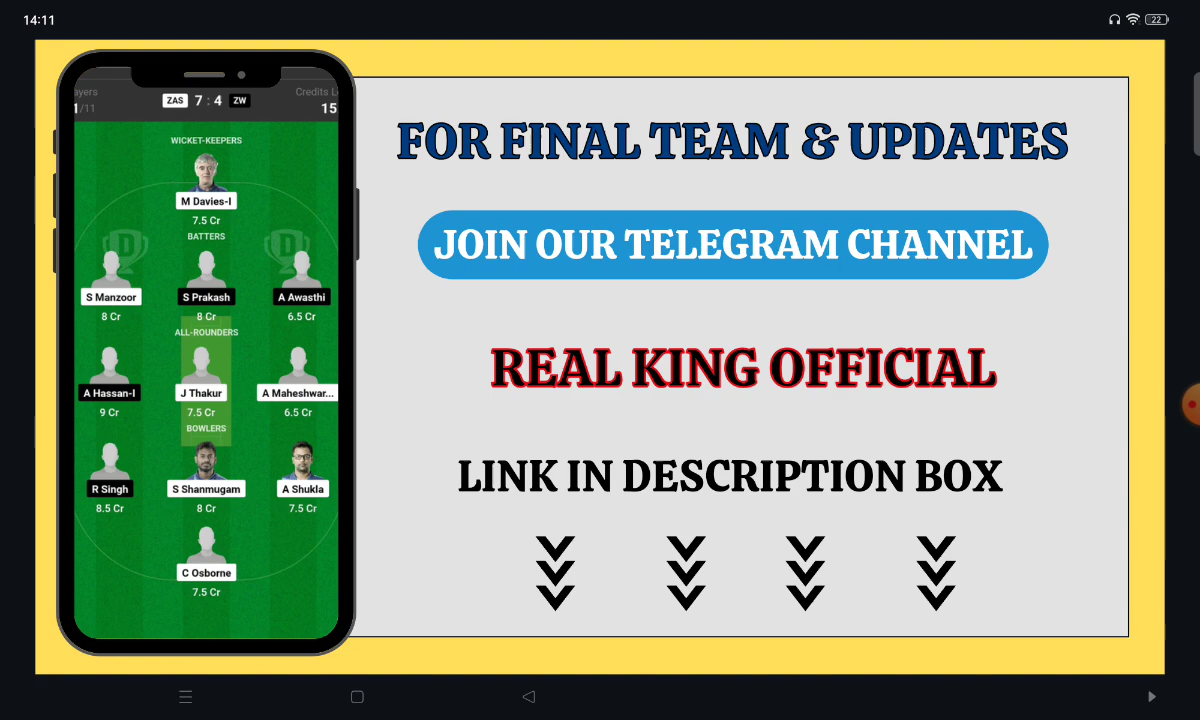 14:11
22
ayers
Credits L
1/11
ZAS 7 : 4 ZW
15
WICKET-KEEPERS
M Davies-I
7.5 Cr
BATTERS
S Manzoor S Prakash A Awasthi
8 Cr 8 Cr 6.5 Cr
ALL-ROUNDERS
A Hassan-I J Thakur A Maheshwar...
9 Cr 7.5 Cr 6.5 Cr
BOWLERS
R Singh S Shanmugam A Shukla
8.5 Cr 8 Cr 7.5 Cr
C Osborne
7.5 Cr
FOR FINAL TEAM & UPDATES
JOIN OUR TELEGRAM CHANNEL
REAL KING OFFICIAL
LINK IN DESCRIPTION BOX